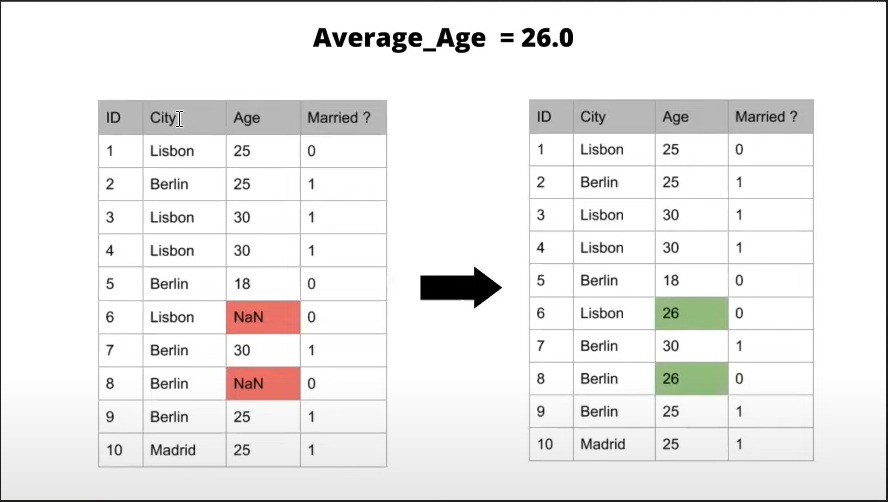 Average_Age = 26.0
ID City Age Married ?
1 Lisbon 25 0
2 Berlin 25 1
3 Lisbon 30 1
4 Lisbon 30 1
5 Berlin 18 0
6 Lisbon NaN 0
7 Berlin 30 1
8 Berlin NaN 0
9 Berlin 25 1
10 Madrid 25 1
ID City Age Married ?
1 Lisbon 25 0
2 Berlin 25 1
3 Lisbon 30 1
4 Lisbon 30 1
5 Berlin 18 0
6 Lisbon 26 0
7 Berlin 30 1
8 Berlin 26 0
9 Berlin 25 1
10 Madrid 25 1